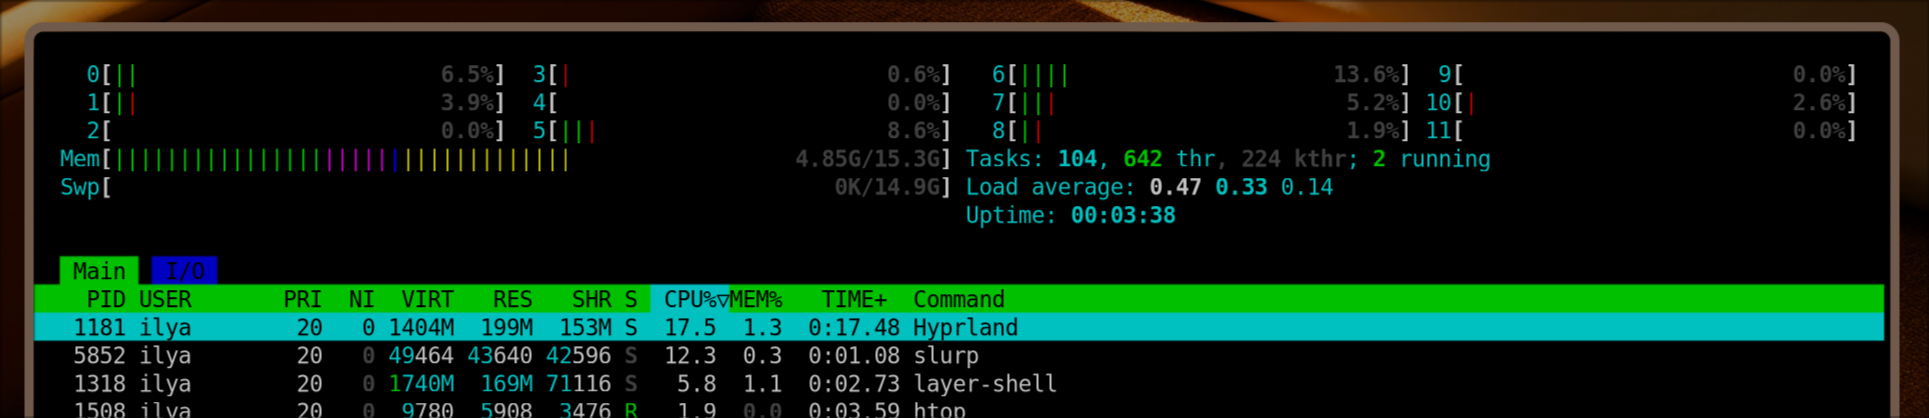 0[|| 6.5%] 3[| 0.6%] 6[|||| 13.6%] 9[ 0.0%]
1[|| 3.9%] 4[ 0.0%] 7[||| 5.2%] 10[| 2.6%]
2[ 0.0%] 5[||| 8.6%] 8[|| 1.9%] 11[ 0.0%]
Mem[||||||||||||||||||||||||||||||||||| 4.85G/15.3G] Tasks: 104, 642 thr, 224 kthr; 2 running
Swp[ 0K/14.9G] Load average: 0.47 0.33 0.14
Uptime: 00:03:38
Main I/O
PID USER PRI NI VIRT RES SHR S CPU%▽MEM% TIME+ Command
1181 ilya 20 0 1404M 199M 153M S 17.5 1.3 0:17.48 Hyprland
5852 ilya 20 0 49464 43640 42596 S 12.3 0.3 0:01.08 slurp
1318 ilya 20 0 1740M 169M 71116 S 5.8 1.1 0:02.73 layer-shell
1508 ilya 20 0 9780 5908 3476 R 1.9 0.0 0:03.59 htop